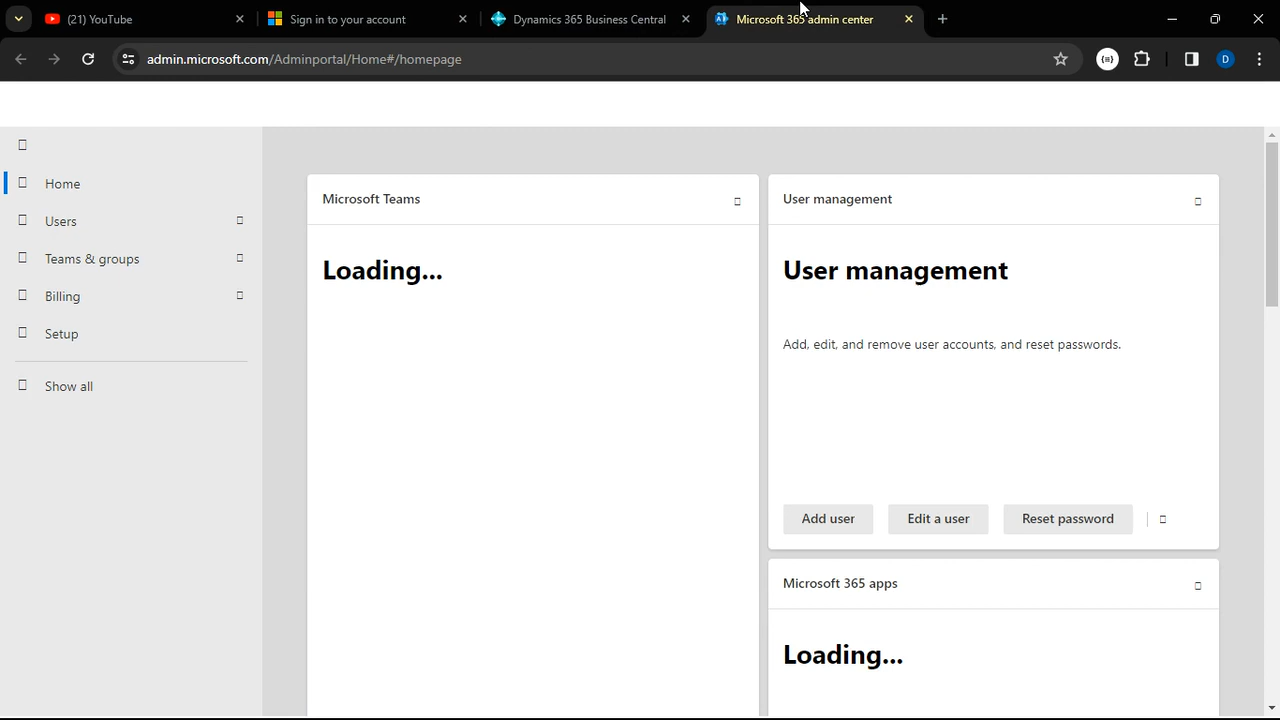 (21) YouTube
Sign in to your account
Dynamics 365 Business Central
Microsoft 365 admin center
admin.microsoft.com/Adminportal/Home#/homepage
D
Home
Users
Teams & groups
Billing
Setup
Show all
Microsoft Teams
Loading...
User management
User management
Add, edit, and remove user accounts, and reset passwords.
Add user
Edit a user
Reset password
Microsoft 365 apps
Loading...